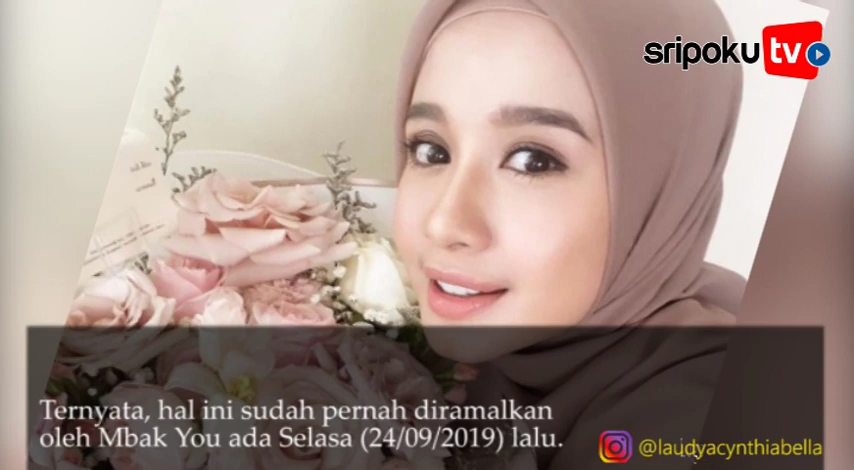 sripoku tv
Ternyata, hal ini sudah pernah diramalkan
oleh Mbak You ada Selasa (24/09/2019) lalu.
@laudyacynthiabella